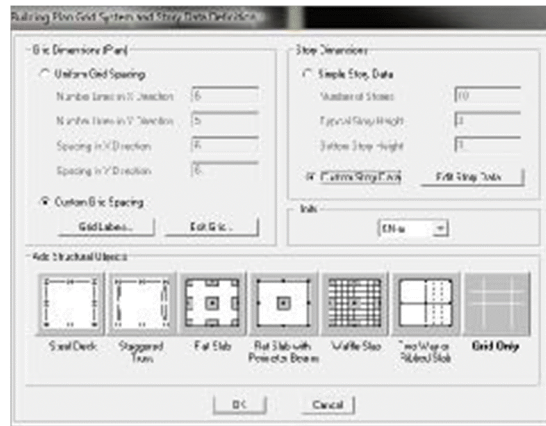 Building Plan Grid System and Story Data Definition
Grid Dimensions (Plan)
Uniform Grid Spacing
Number Lines in X Direction 6
Number Lines in Y Direction 5
Spacing in X Direction 6.
Spacing in Y Direction 6.
Custom Grid Spacing
Grid Labels... Edit Grid...
Story Dimensions
Simple Story Data
Number of Stories 10
Typical Story Height 3.
Bottom Story Height 3.
Custom Story Data Edit Story Data...
Units
KN-m
Add Structural Objects
Steel Deck
Staggered
Truss
Flat Slab
Flat Slab with
Perimeter Beams
Waffle Slab
Two Way or
Ribbed Slab
Grid Only
OK Cancel